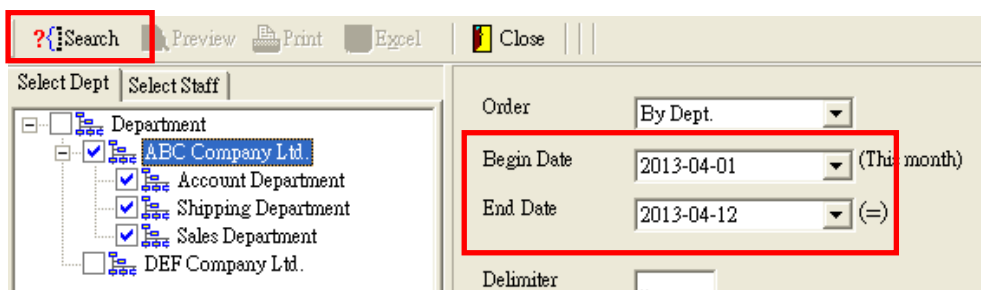 ?{ Search Preview Print Excel Close
Select Dept Select Staff
Department
ABC Company Ltd.
Account Department
Shipping Department
Sales Department
DEF Company Ltd.
Order By Dept.
Begin Date 2013-04-01 (This month)
End Date 2013-04-12 (=)
Delimiter